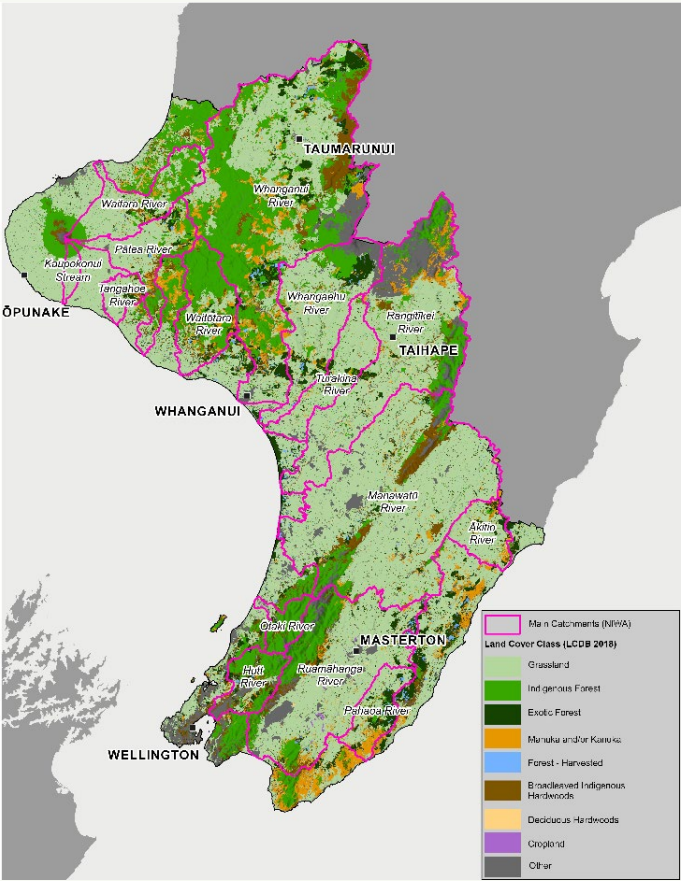 TAUMARUNUI
Whanganui
River
Waitara River
Patea River
Kaupokonui
Stream
Tangahoe
River
ŌPUNAKE
Waitotara
River
Whangaehu
River
Rangitīkei
River
TAIHAPE
Turakina
River
WHANGANUI
Manawatū
River
Akitio
River
Ōtaki River
MASTERTON
Hutt
River
Ruamāhanga
River
Pahaoa River
WELLINGTON
Main Catchments (NIWA)
Land Cover Class (LCDB 2018)
Grassland
Indigenous Forest
Exotic Forest
Manuka and/or Kanuka
Forest - Harvested
Broadleaved Indigenous
Hardwoods
Deciduous Hardwoods
Cropland
Other